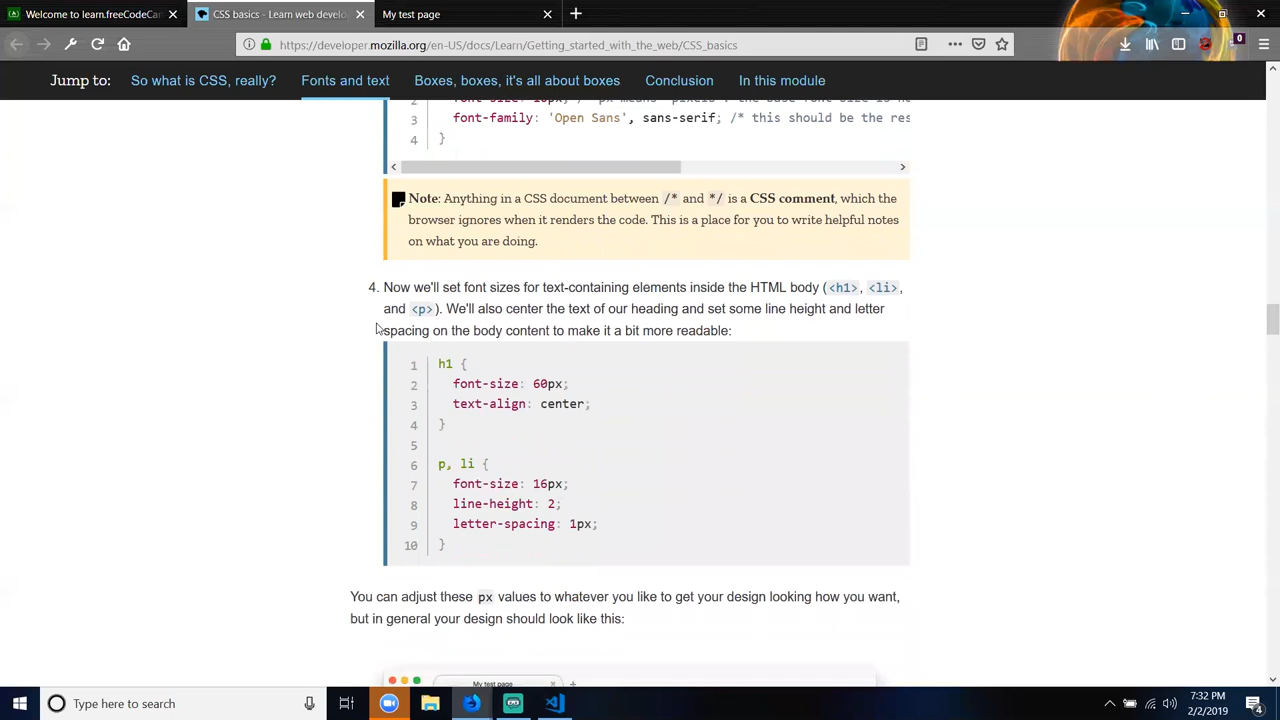 Welcome to learn.freeCodeCam
CSS basics - Learn web develo
My test page
https://developer.mozilla.org/en-US/docs/Learn/Getting_started_with_the_web/CSS_basics
0
Jump to: So what is CSS, really? Fonts and text Boxes, boxes, it's all about boxes Conclusion In this module
3 font-family: 'Open Sans', sans-serif; /* this should be the res
4 }
Note: Anything in a CSS document between /* and */ is a CSS comment, which the
browser ignores when it renders the code. This is a place for you to write helpful notes
on what you are doing.
4. Now we'll set font sizes for text-containing elements inside the HTML body (<h1>, <li>,
and <p>). We'll also center the text of our heading and set some line height and letter
spacing on the body content to make it a bit more readable:
1 h1 {
2 font-size: 60px;
3 text-align: center;
4 }
5
6 p, li {
7 font-size: 16px;
8 line-height: 2;
9 letter-spacing: 1px;
10 }
You can adjust these px values to whatever you like to get your design looking how you want,
but in general your design should look like this:
My test page
Type here to search
7:32 PM
2/2/2019
4